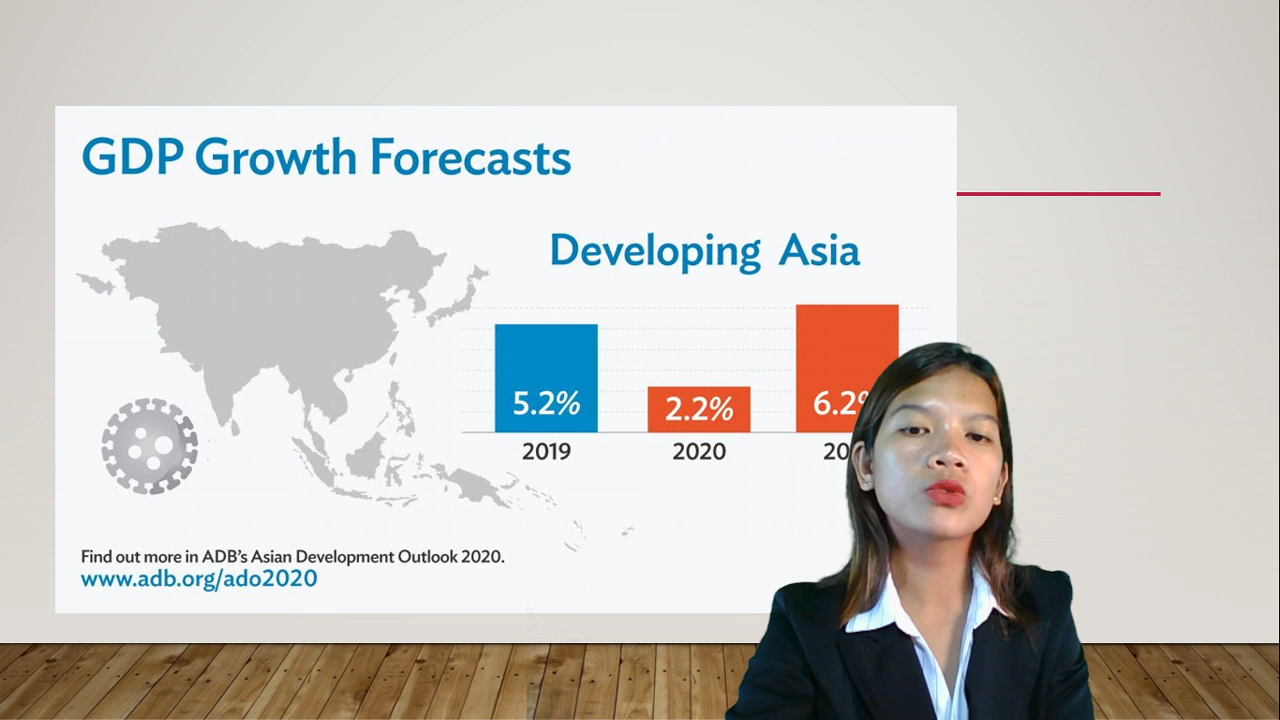 GDP Growth Forecasts
Developing Asia
5.2%
2.2%
2019
2020
Find out more in ADB's Asian Development Outlook 2020.
www.adb.org/ado2020